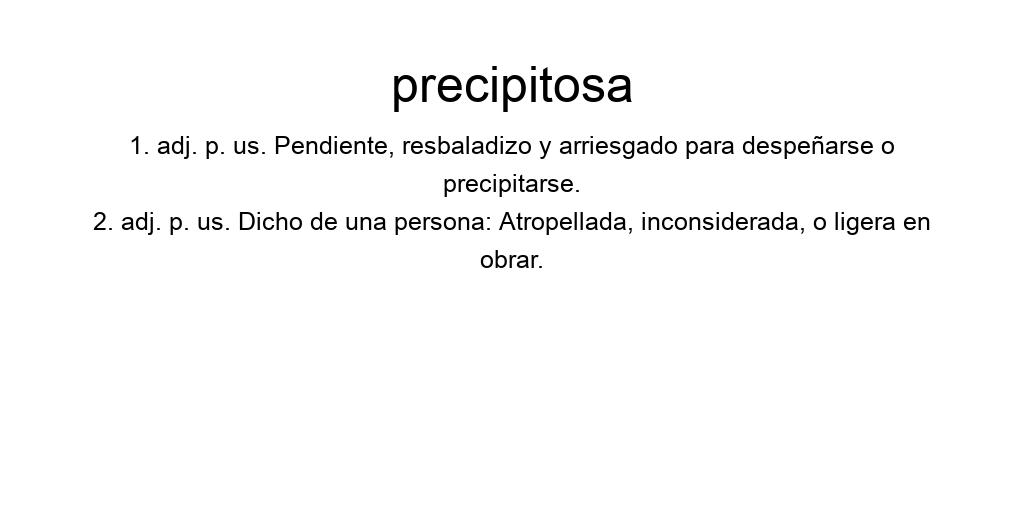 precipitosa
1. adj. p. us. Pendiente, resbaladizo y arriesgado para despeñarse o
precipitarse.
2. adj. p. us. Dicho de una persona: Atropellada, inconsiderada, o ligera en
obrar.